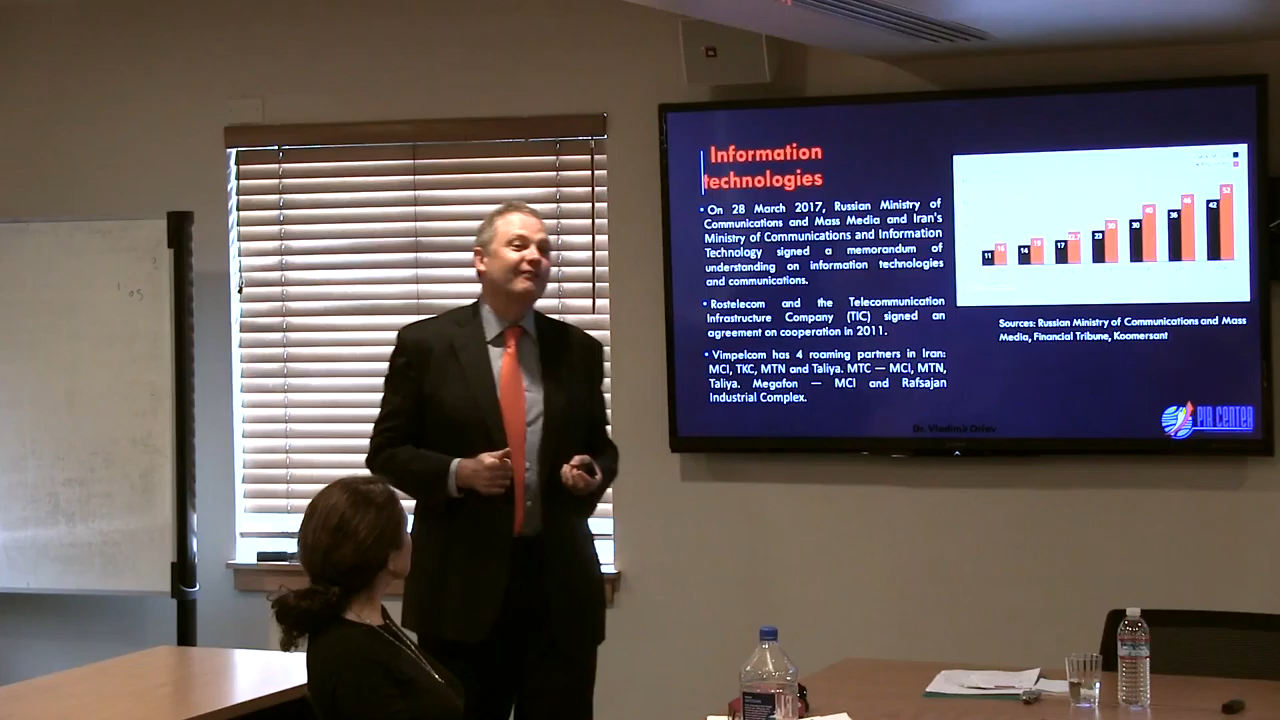 Information
technologies
• On 28 March 2017, Russian Ministry of
Communications and Mass Media and Iran's
Ministry of Communications and Information
Technology signed a memorandum of
understanding on information technologies
and communications.
• Rostelecom and the Telecommunication
Infrastructure Company (TIC) signed an
agreement on cooperation in 2011.
• Vimpelcom has 4 roaming partners in Iran:
MCI, TKC, MTN and Taliya. MTC — MCI, MTN,
Taliya. Megafon — MCI and Rafsajan
Industrial Complex.
11 16 14 19 17 23 30 30 40 36 46 42 52
Sources: Russian Ministry of Communications and Mass
Media, Financial Tribune, Koomersant
Dr. Vladimir Orlov
PIR CENTER